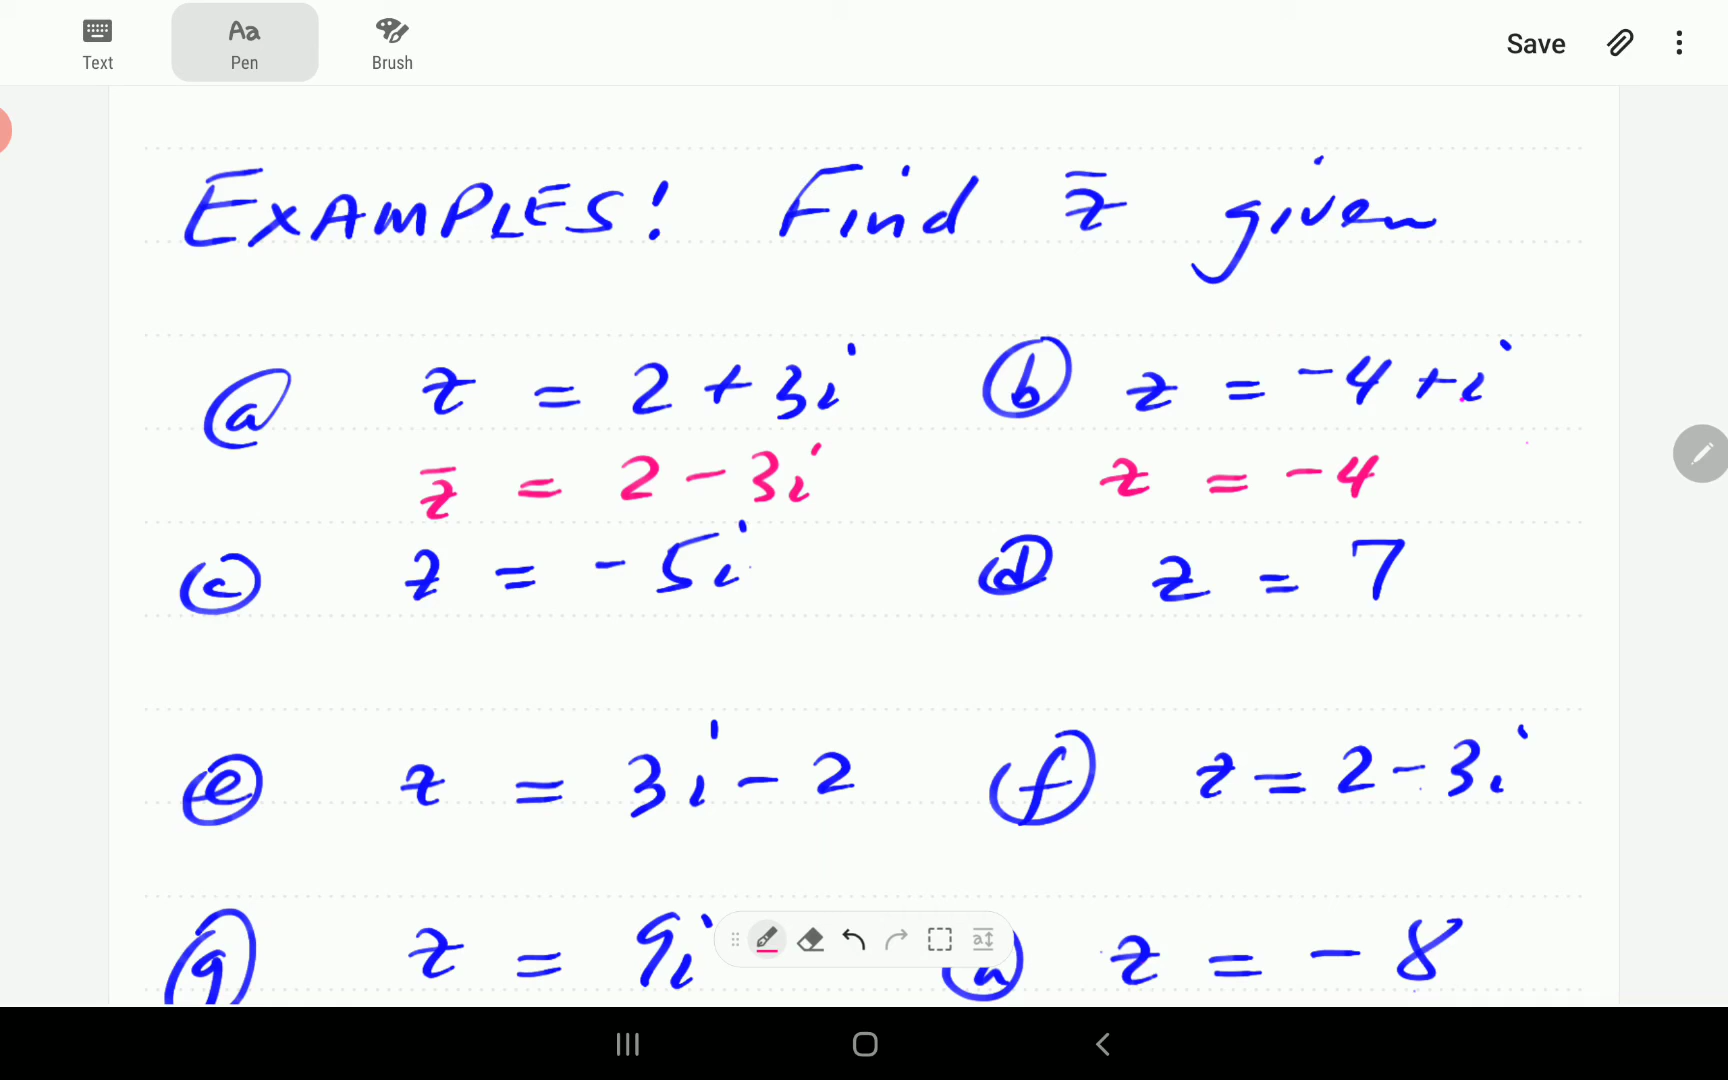 Text Pen Brush Save
EXAMPLES! Find z̄ given
(a) z = 2 + 3i (b) z = -4 + i
z̄ = 2 - 3i z = -4
(c) z = - 5i (d) z = 7
(e) z = 3i - 2 (f) z = 2 - 3i
(g) z = 9i z = - 8